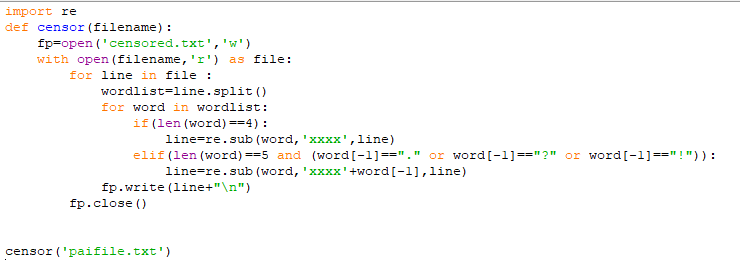 import re
def censor(filename):
    fp=open('censored.txt','w')
    with open(filename,'r') as file:
        for line in file :
            wordlist=line.split()
            for word in wordlist:
                if(len(word)==4):
                    line=re.sub(word,'xxxx',line)
                elif(len(word)==5 and (word[-1]=="." or word[-1]=="?" or word[-1]=="!")):
                    line=re.sub(word,'xxxx'+word[-1],line)
            fp.write(line+"\n")
        fp.close()
censor('paifile.txt')